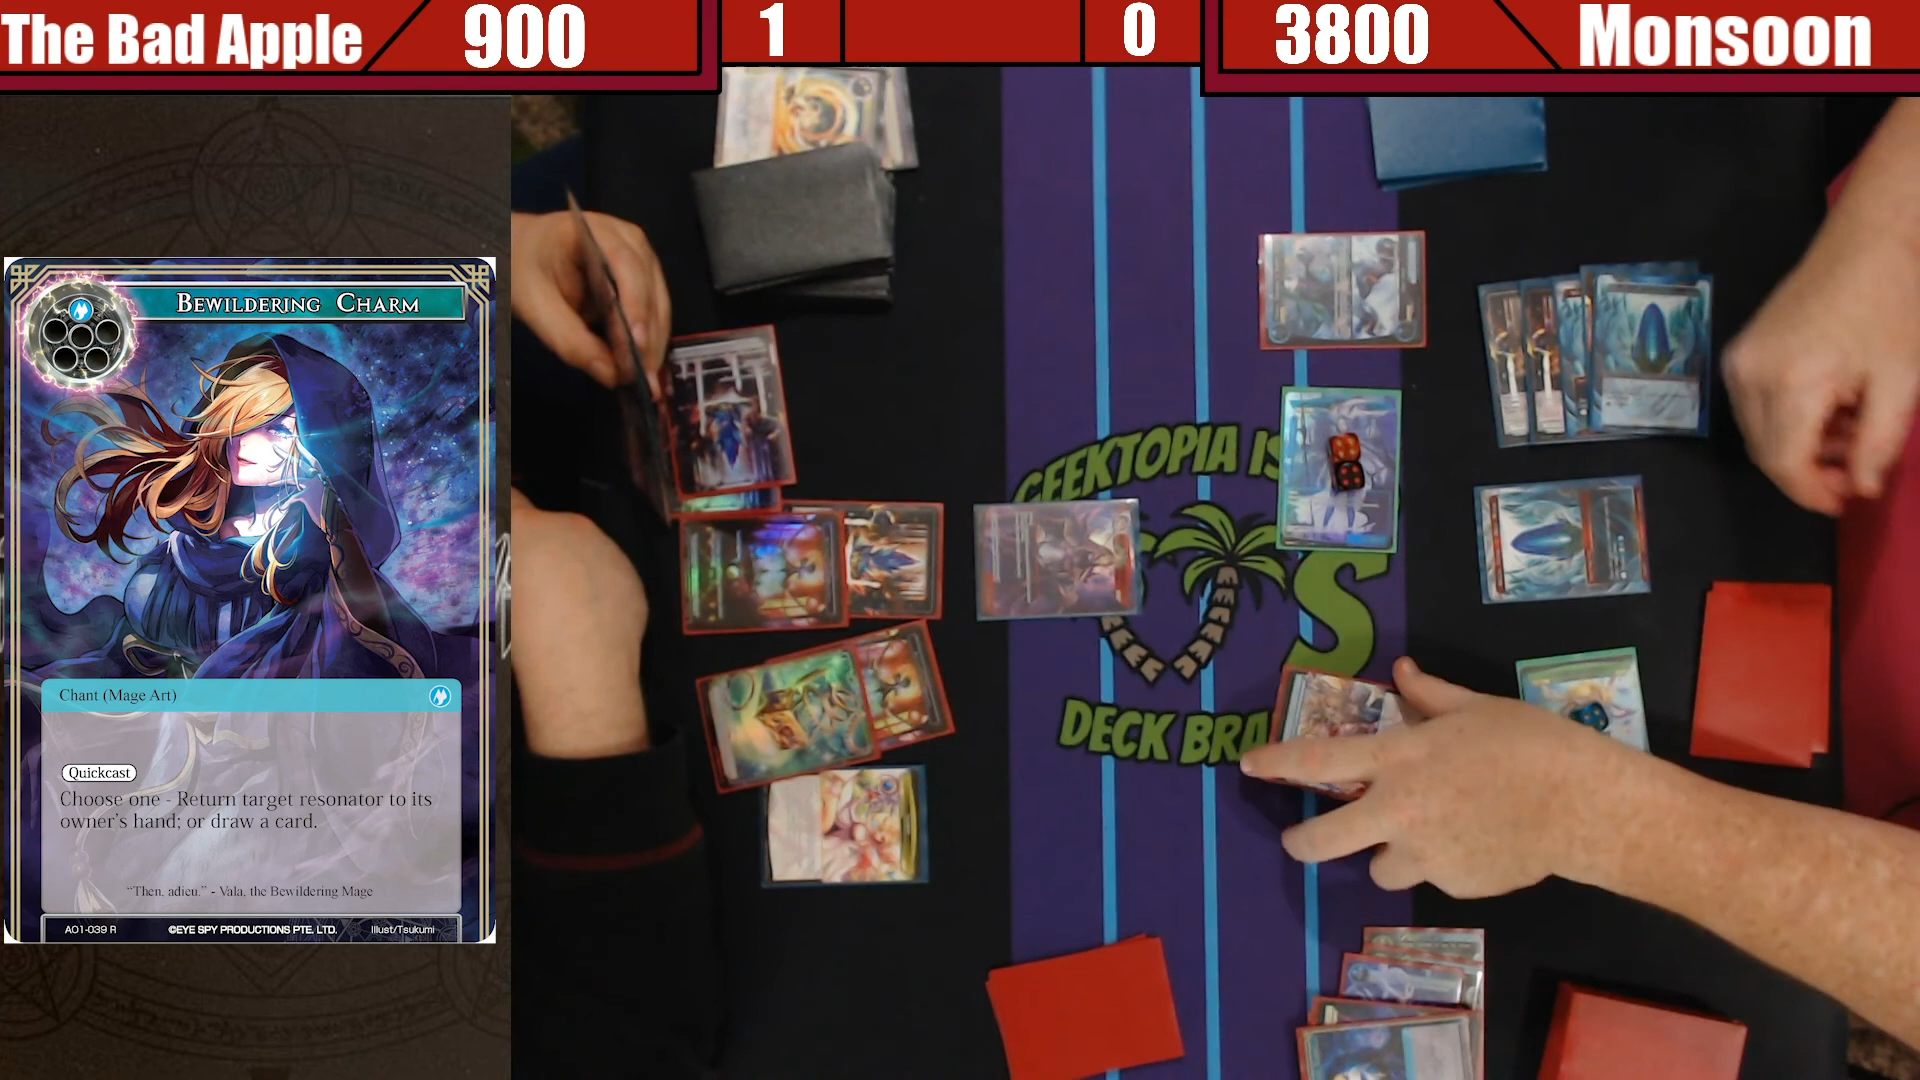 The Bad Apple
900
1
0
3800
Monsoon
BEWILDERING CHARM
Chant (Mage Art)
Quickcast
Choose one - Return target resonator to its
owner's hand; or draw a card.
"Then, adieu." - Vala, the Bewildering Mage
AO1-039 R
©EYE SPY PRODUCTIONS PTE. LTD.
Illust/Tsukumi
GEEKTOPIA IS
S
DECK BRA